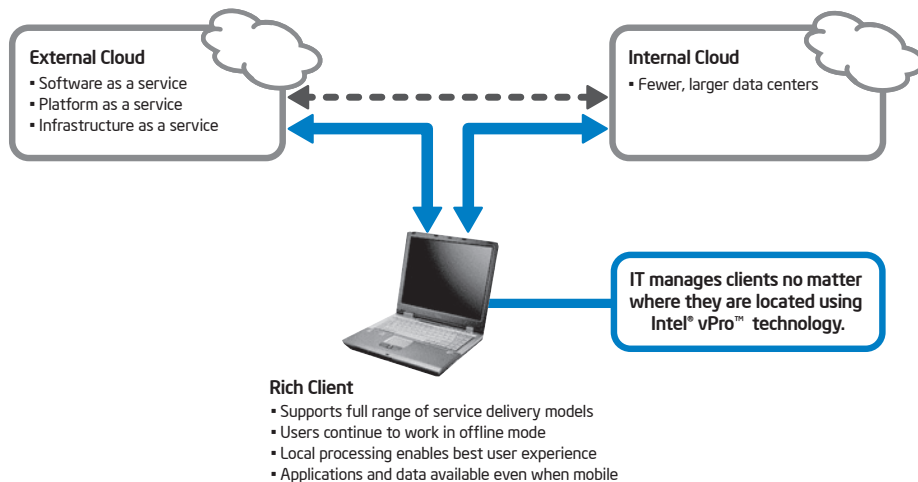 External Cloud
▪ Software as a service
▪ Platform as a service
▪ Infrastructure as a service
Internal Cloud
▪ Fewer, larger data centers
IT manages clients no matter
where they are located using
Intel® vPro™ technology.
Rich Client
▪ Supports full range of service delivery models
▪ Users continue to work in offline mode
▪ Local processing enables best user experience
▪ Applications and data available even when mobile